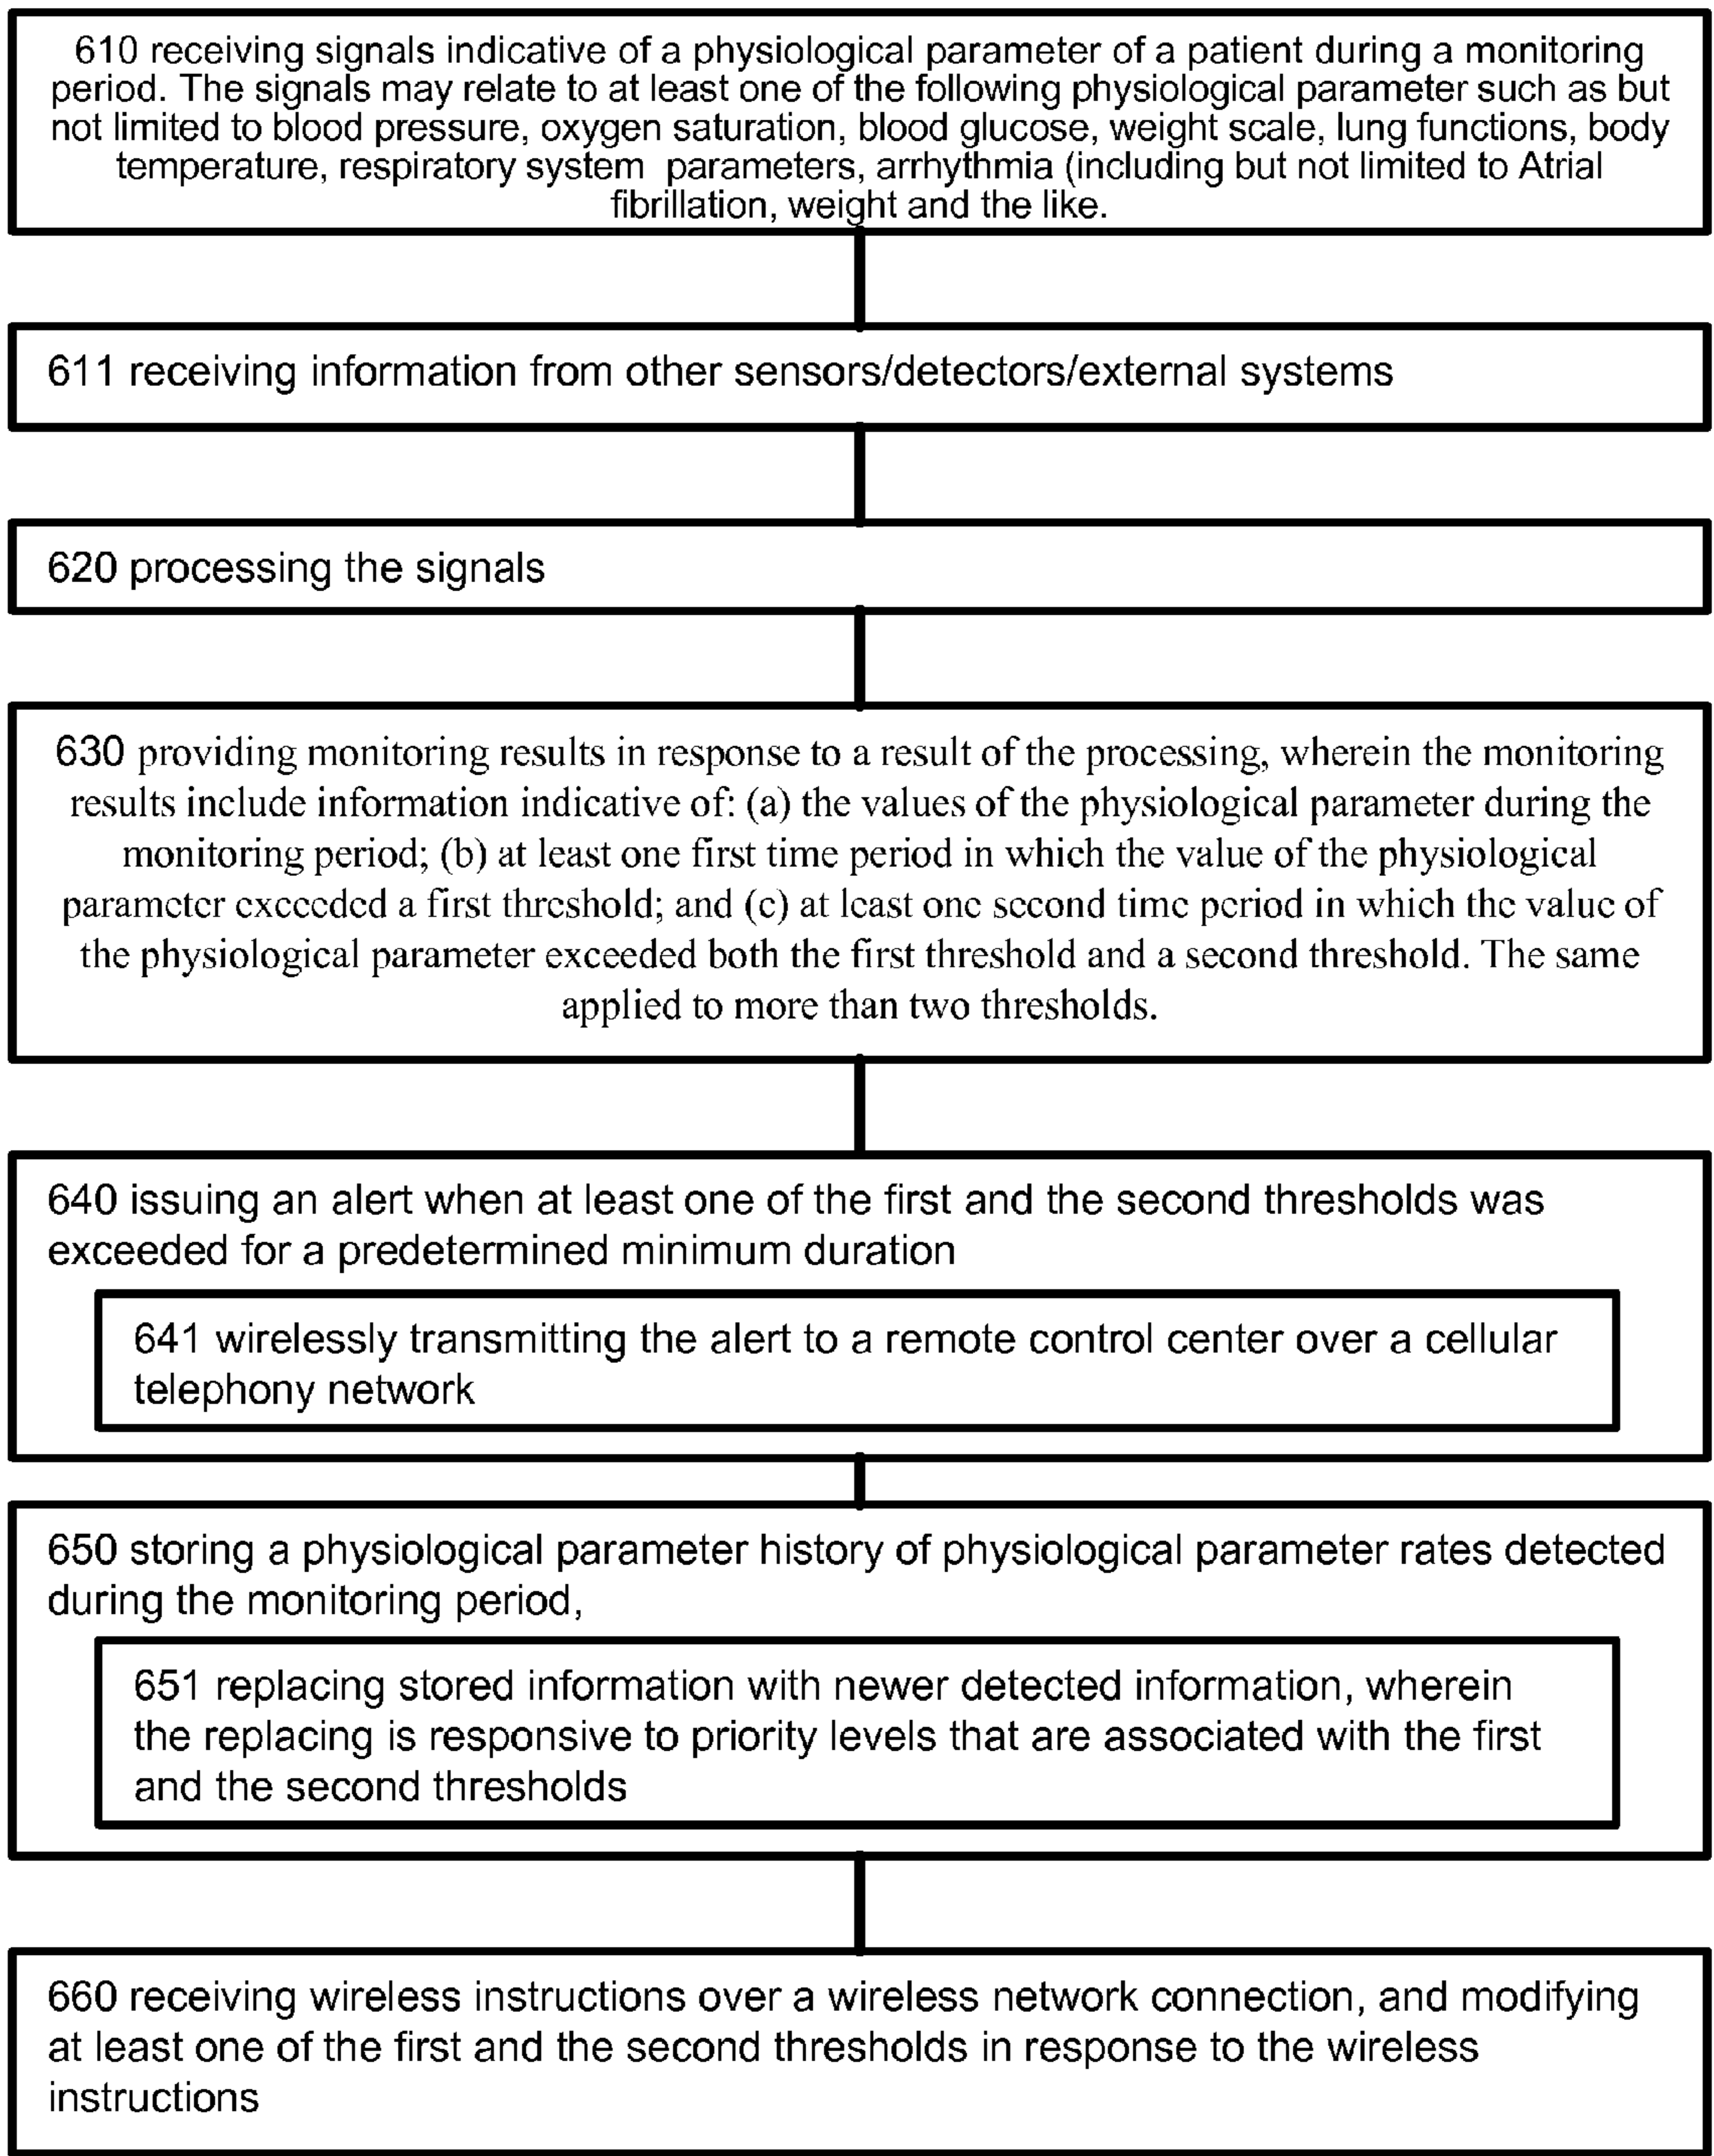 610 receiving signals indicative of a physiological parameter of a patient during a monitoring
period. The signals may relate to at least one of the following physiological parameter such as but
not limited to blood pressure, oxygen saturation, blood glucose, weight scale, lung functions, body
temperature, respiratory system parameters, arrhythmia (including but not limited to Atrial
fibrillation, weight and the like.
611 receiving information from other sensors/detectors/external systems
620 processing the signals
630 providing monitoring results in response to a result of the processing, wherein the monitoring
results include information indicative of: (a) the values of the physiological parameter during the
monitoring period; (b) at least one first time period in which the value of the physiological
parameter exceeded a first threshold; and (c) at least one second time period in which the value of
the physiological parameter exceeded both the first threshold and a second threshold. The same
applied to more than two thresholds.
640 issuing an alert when at least one of the first and the second thresholds was
exceeded for a predetermined minimum duration
641 wirelessly transmitting the alert to a remote control center over a cellular
telephony network
650 storing a physiological parameter history of physiological parameter rates detected
during the monitoring period,
651 replacing stored information with newer detected information, wherein
the replacing is responsive to priority levels that are associated with the first
and the second thresholds
660 receiving wireless instructions over a wireless network connection, and modifying
at least one of the first and the second thresholds in response to the wireless
instructions